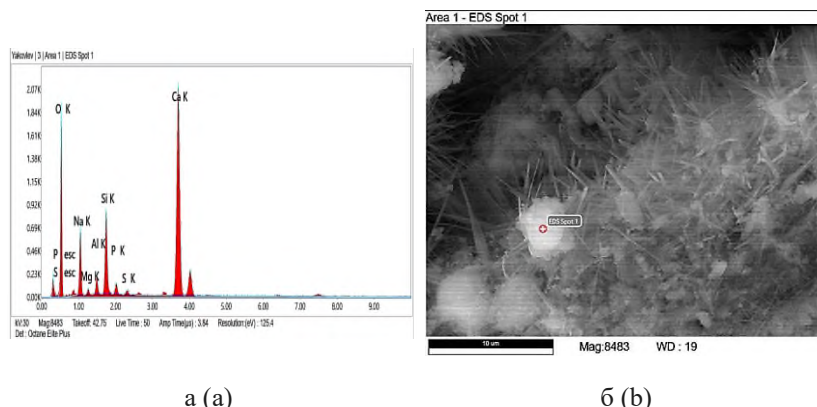 Yakovlev | 3 | Area 1 | EDS Spot 1
2.07K
1.84K
1.61K
1.38K
1.15K
0.92K
0.69K
0.46K
0.23K
0.00K
O K
Ca K
Si K
Na K
Al K
P K
P esc
S esc
Mg K
S K
0.00 1.00 2.00 3.00 4.00 5.00 6.00 7.00 8.00 9.00
kV:30 Mag:8483 Takeoff: 42.75 Live Time : 50 Amp Time(μs) : 3.84 Resolution:(eV) : 125.4
Det : Octane Elite Plus
a (a)
Area 1 - EDS Spot 1
EDS Spot 1
10 um
Mag:8483 WD : 19
б (b)